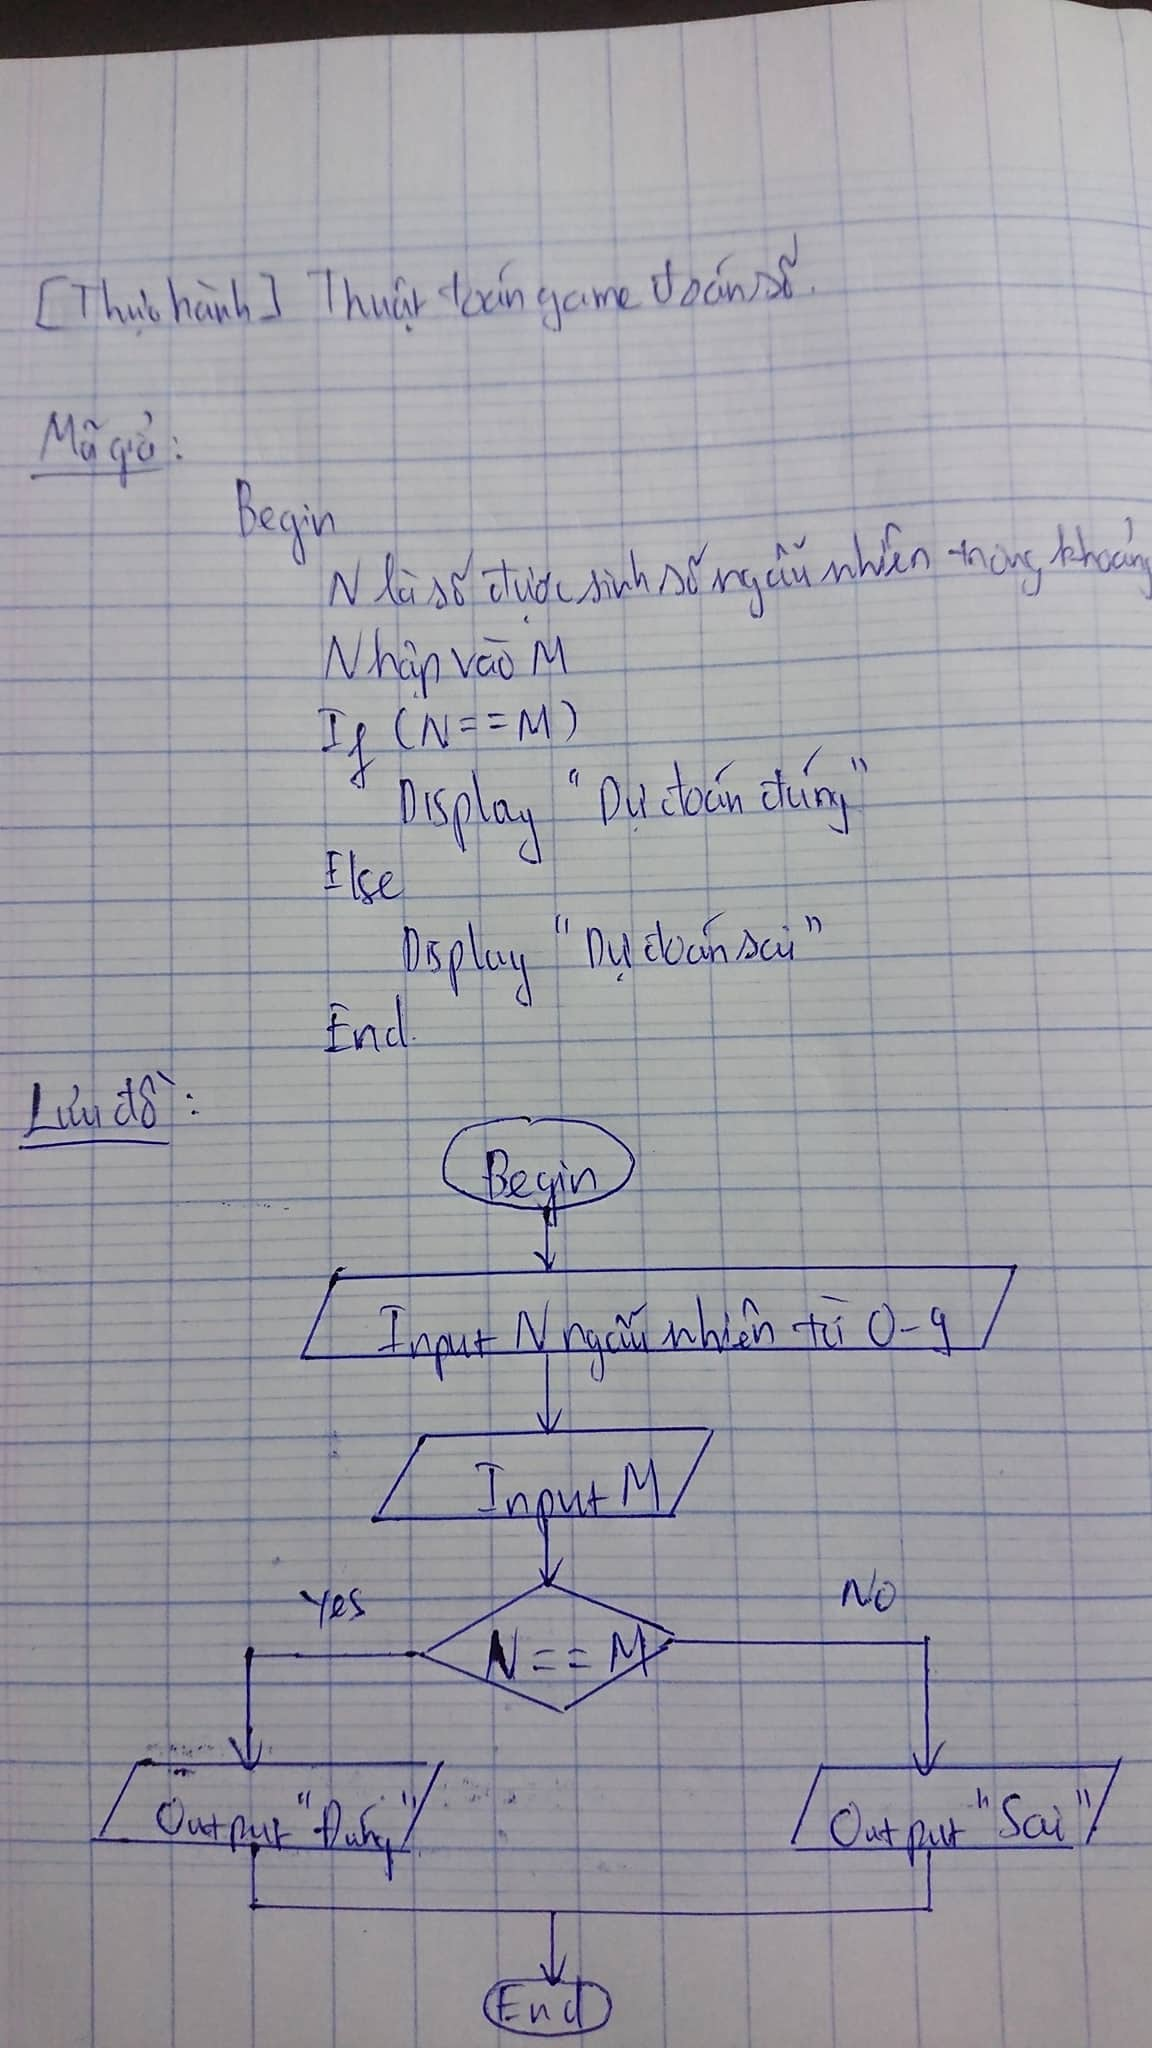 [Thực hành] Thuật toán game đoán số.
Mã giả:
Begin
N là số được sinh số ngẫu nhiên trong khoảng
Nhập vào M
If (N==M)
Display "Dự đoán đúng"
Else
Display "Dự đoán sai"
End.
Lưu đồ:
Begin
Input N ngẫu nhiên từ 0-9
Input M
Yes
No
N==M
Output "Đúng"
Output "Sai"
End